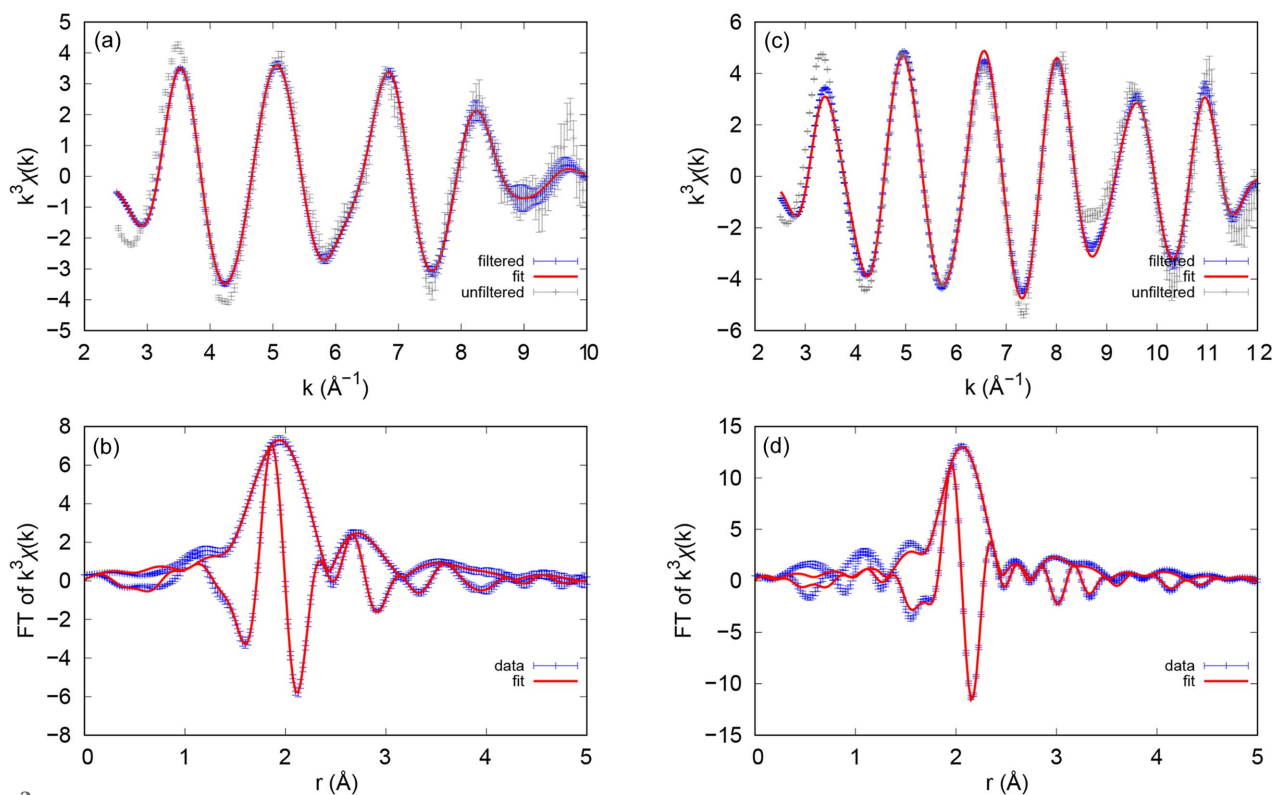 (a)
5
4
3
2
1
0
−1
−2
−3
−4
−5
k³χ(k)
filtered
fit
unfiltered
2 3 4 5 6 7 8 9 10
k (Å⁻¹)
(c)
6
4
2
0
−2
−4
−6
k³χ(k)
filtered
fit
unfiltered
2 3 4 5 6 7 8 9 10 11 12
k (Å⁻¹)
(b)
8
6
4
2
0
−2
−4
−6
−8
FT of k³χ(k)
data
fit
0 1 2 3 4 5
r (Å)
(d)
15
10
5
0
−5
−10
−15
FT of k³χ(k)
data
fit
0 1 2 3 4 5
r (Å)